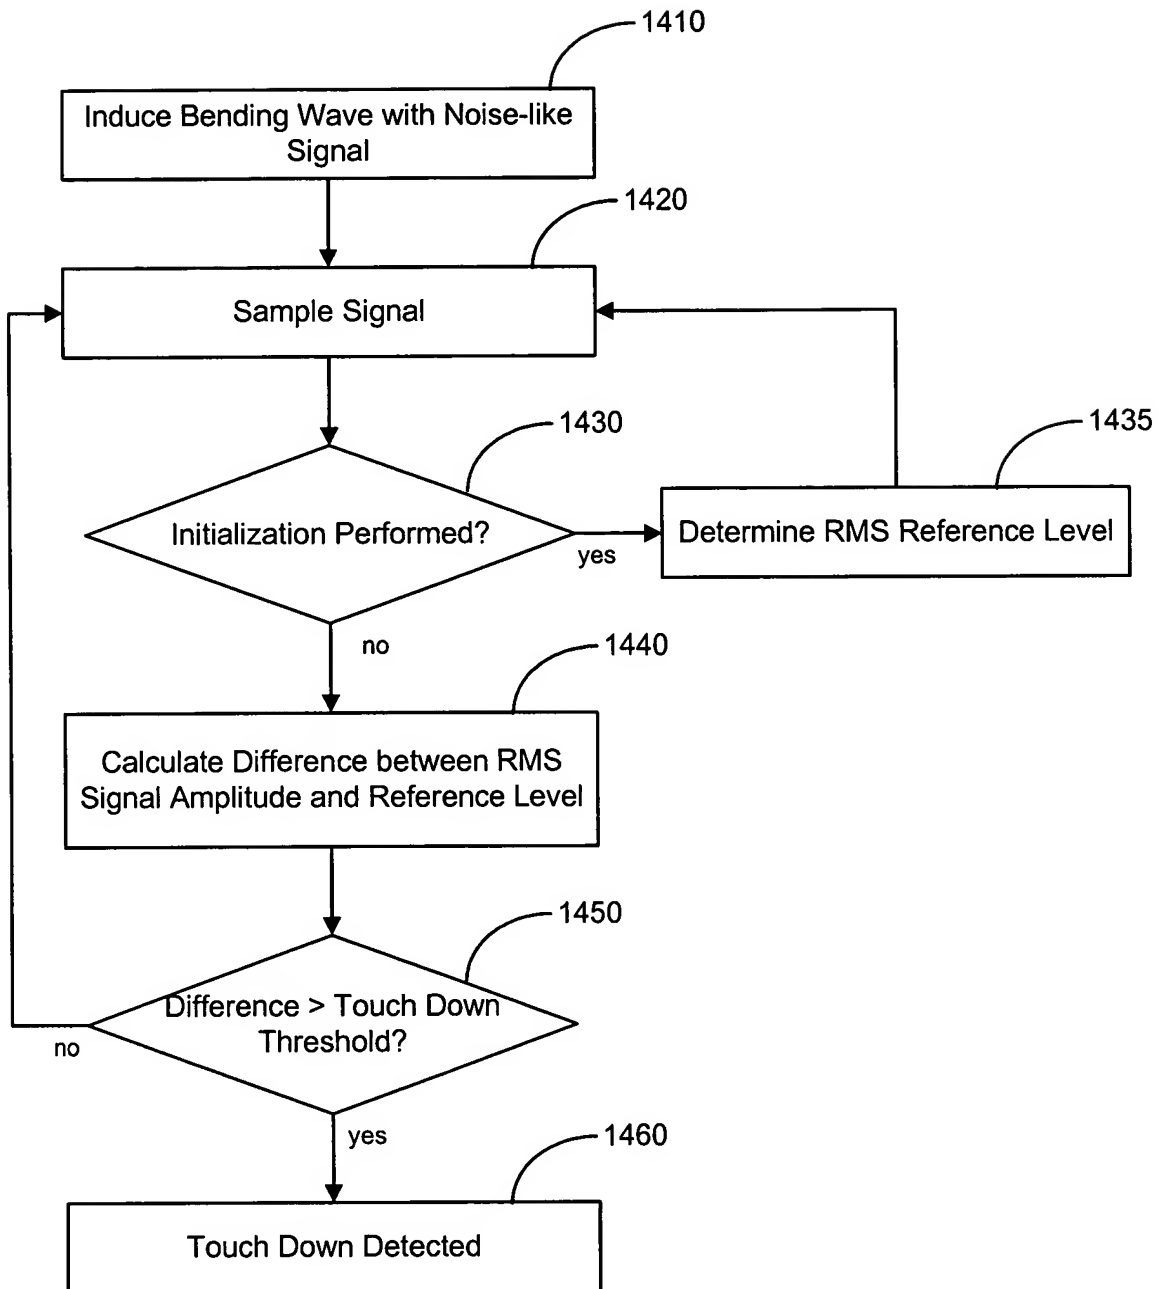 1410
Induce Bending Wave with Noise-like
Signal
1420
Sample Signal
1430
1435
Initialization Performed?
yes
Determine RMS Reference Level
no
1440
Calculate Difference between RMS
Signal Amplitude and Reference Level
1450
Difference > Touch Down
Threshold?
no
yes
1460
Touch Down Detected